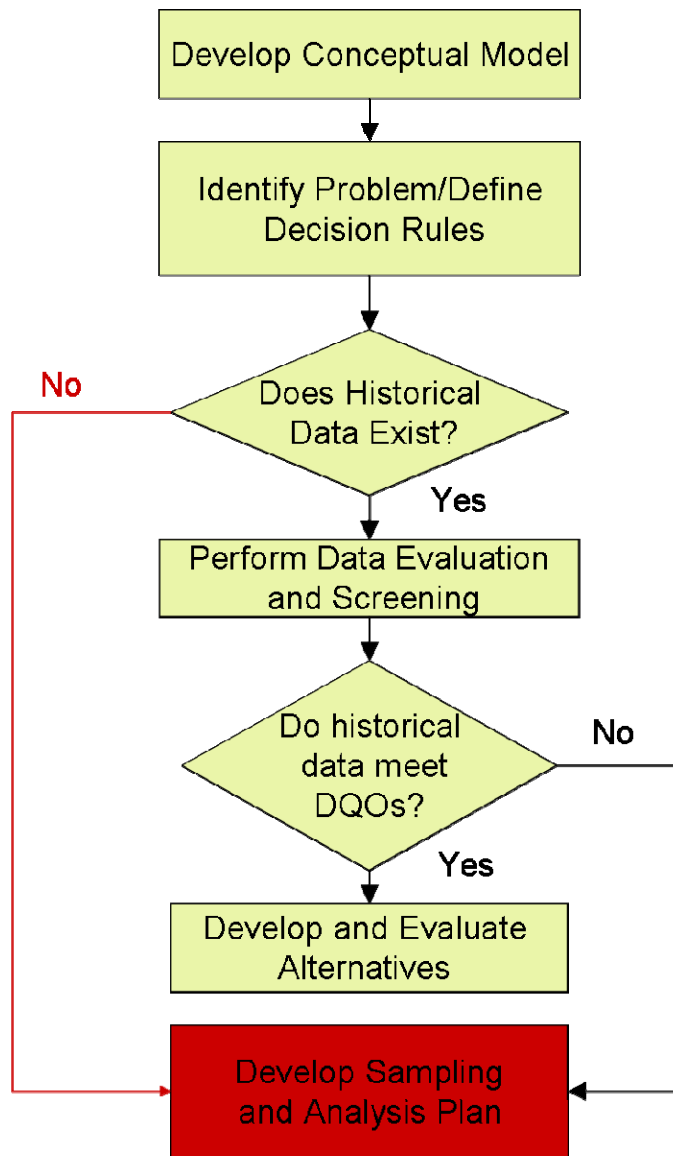 Develop Conceptual Model
Identify Problem/Define
Decision Rules
No
Does Historical
Data Exist?
Yes
Perform Data Evaluation
and Screening
Do historical
data meet
DQOs?
No
Yes
Develop and Evaluate
Alternatives
Develop Sampling
and Analysis Plan